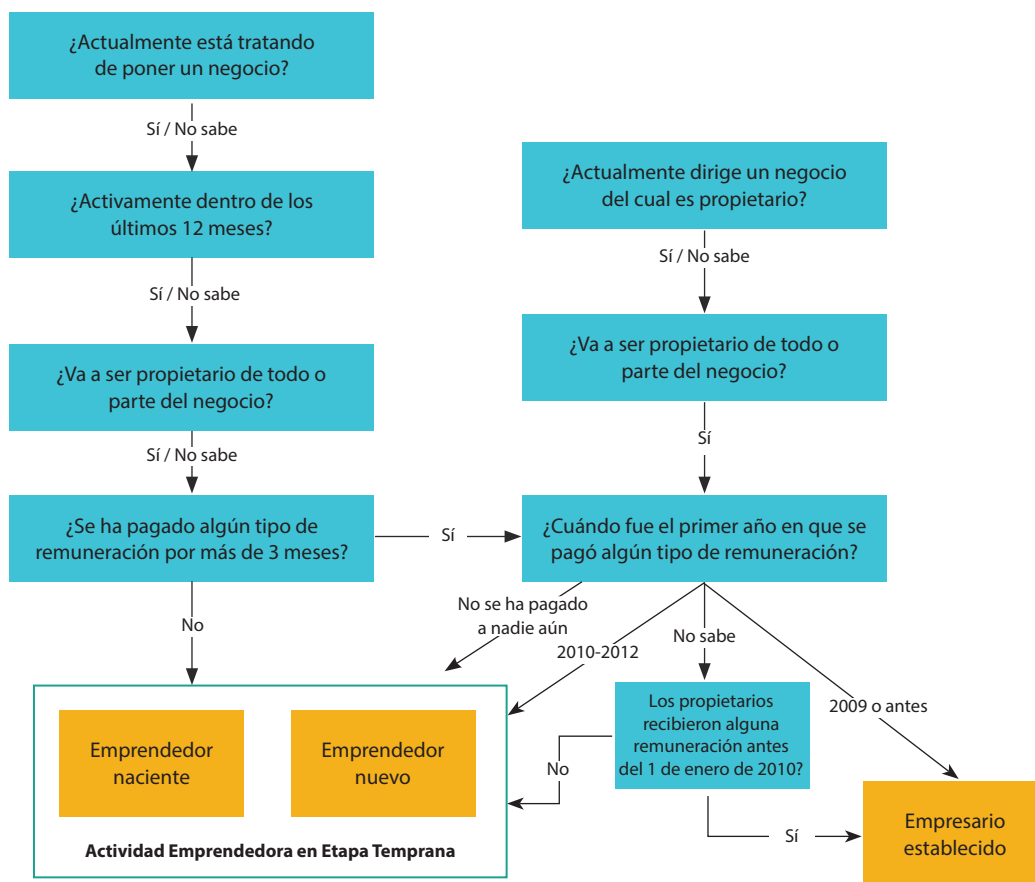 ¿Actualmente está tratando
de poner un negocio?
Sí / No sabe
¿Activamente dentro de los
últimos 12 meses?
Sí / No sabe
¿Va a ser propietario de todo o
parte del negocio?
Sí / No sabe
¿Se ha pagado algún tipo de
remuneración por más de 3 meses?
Sí
No
¿Actualmente dirige un negocio
del cual es propietario?
Sí / No sabe
¿Va a ser propietario de todo o
parte del negocio?
Sí
¿Cuándo fue el primer año en que se
pagó algún tipo de remuneración?
No se ha pagado
a nadie aún
2010-2012
No sabe
2009 o antes
Los propietarios
recibieron alguna
remuneración antes
del 1 de enero de 2010?
No
Sí
Emprendedor
naciente
Emprendedor
nuevo
Actividad Emprendedora en Etapa Temprana
Empresario
establecido